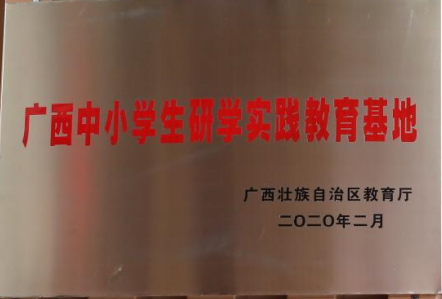 广西中小学生研学实践教育基地
广西壮族自治区教育厅
二〇二〇年二月